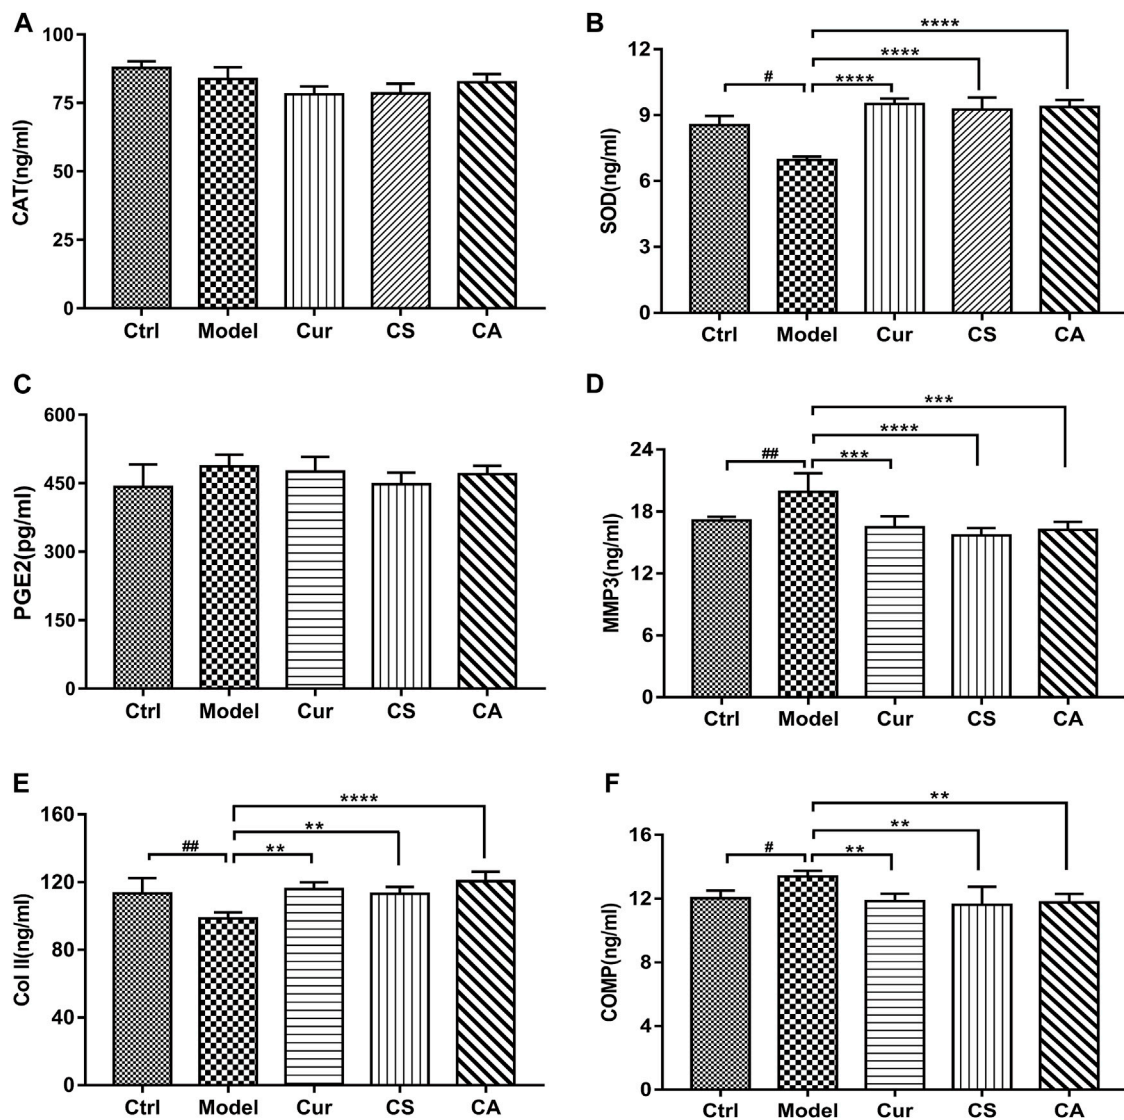 A
CAT(ng/ml)
100
75
50
25
0
Ctrl Model Cur CS CA
B
SOD(ng/ml)
12
9
6
3
0
****
****
# ****
Ctrl Model Cur CS CA
C
PGE2(pg/ml)
600
450
300
150
0
Ctrl Model Cur CS CA
D
MMP3(ng/ml)
24
18
12
6
0
***
****
## ***
Ctrl Model Cur CS CA
E
Col II(ng/ml)
160
120
80
40
0
****
**
## **
Ctrl Model Cur CS CA
F
COMP(ng/ml)
16
12
8
4
0
**
**
# **
Ctrl Model Cur CS CA